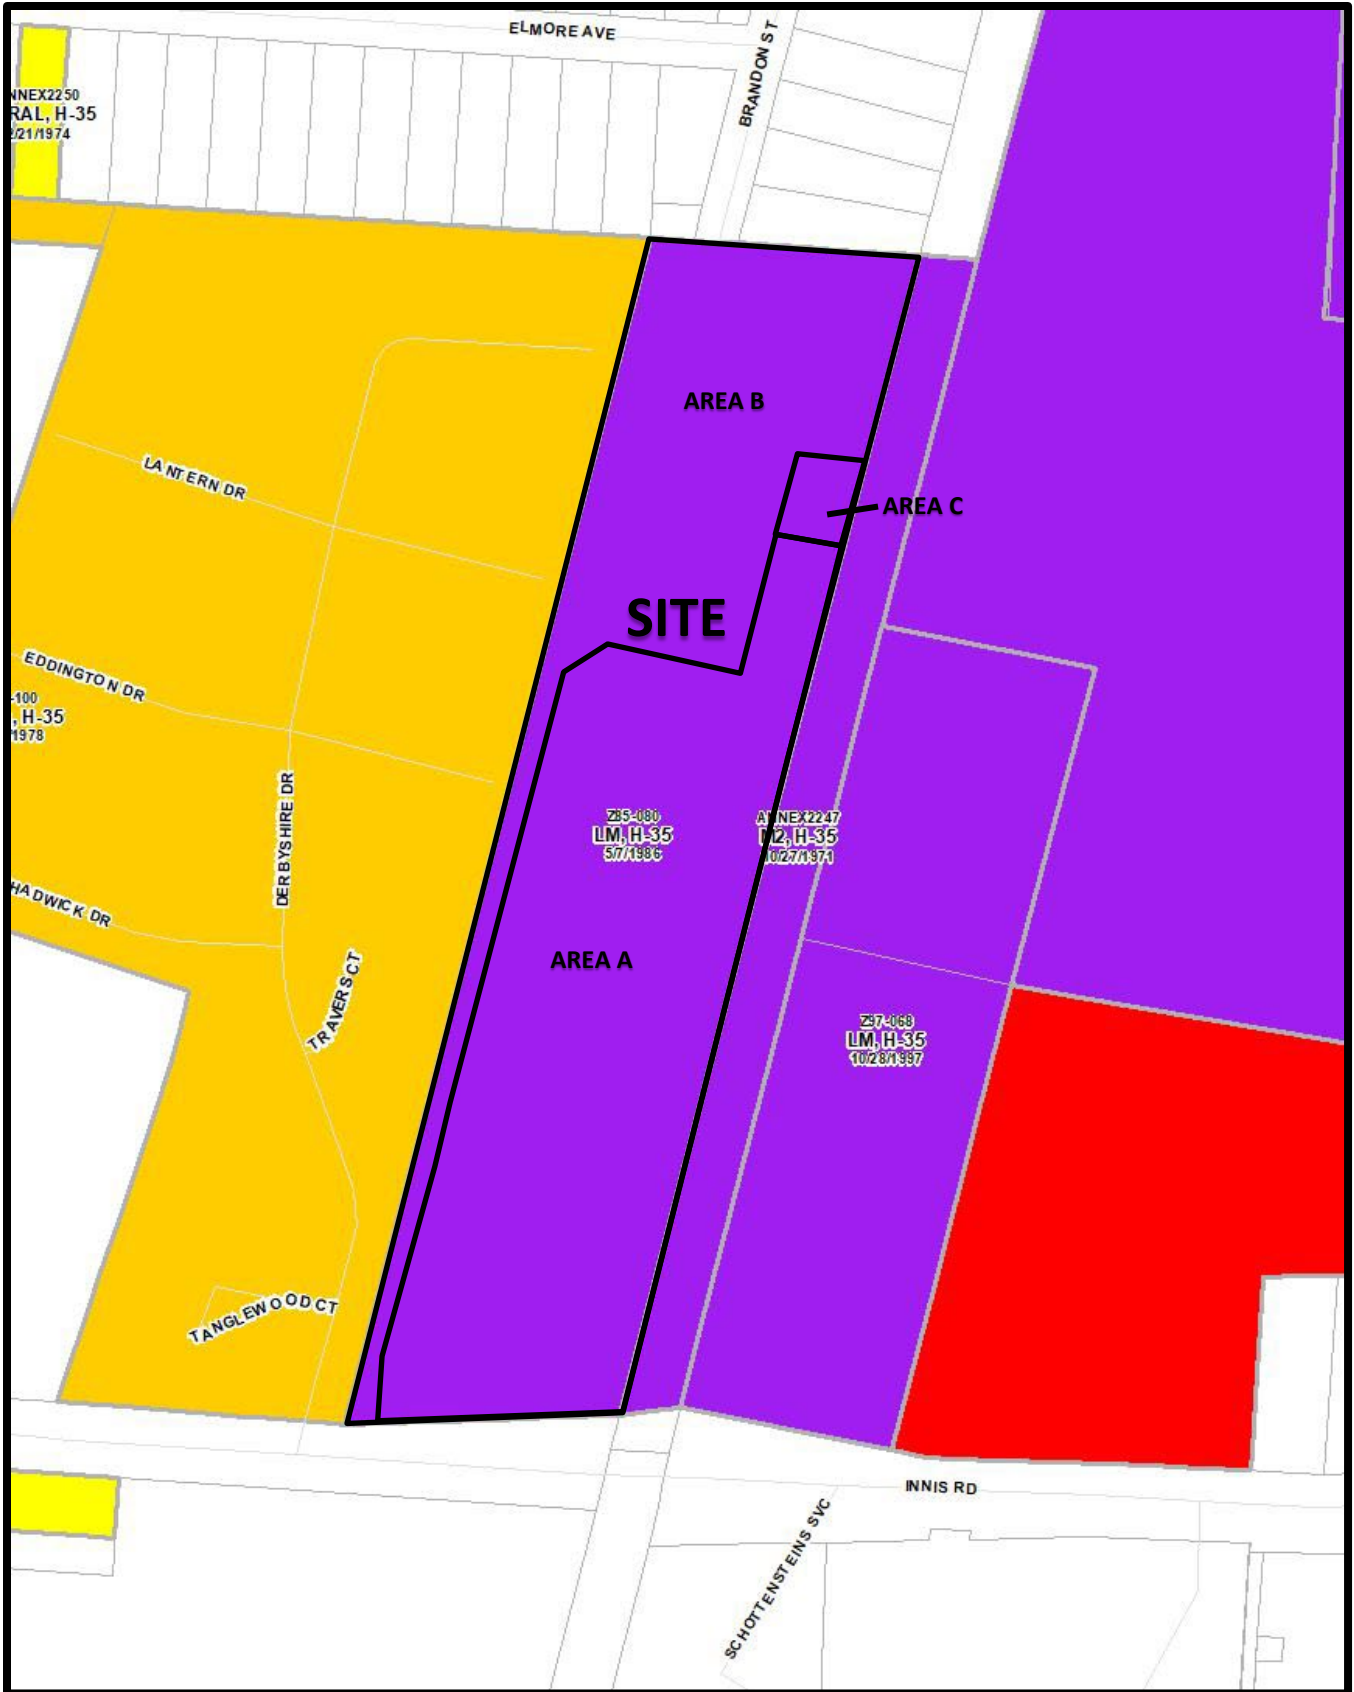 ELMORE AVE
BRANDON ST
NNEX2250
RAL, H-35
/21/1974
AREA B
LANTERN DR
AREA C
SITE
EDDINGTON DR
-100
, H-35
/1978
DERBYSHIRE DR
Z85-080
LM, H-35
5/7/1986
ANNEX2247
M2, H-35
10/27/1971
HADWICK DR
AREA A
TRAVERS CT
Z97-068
LM, H-35
10/28/1997
TANGLEWOOD CT
INNIS RD
SCHOTTENSTEINS SVC